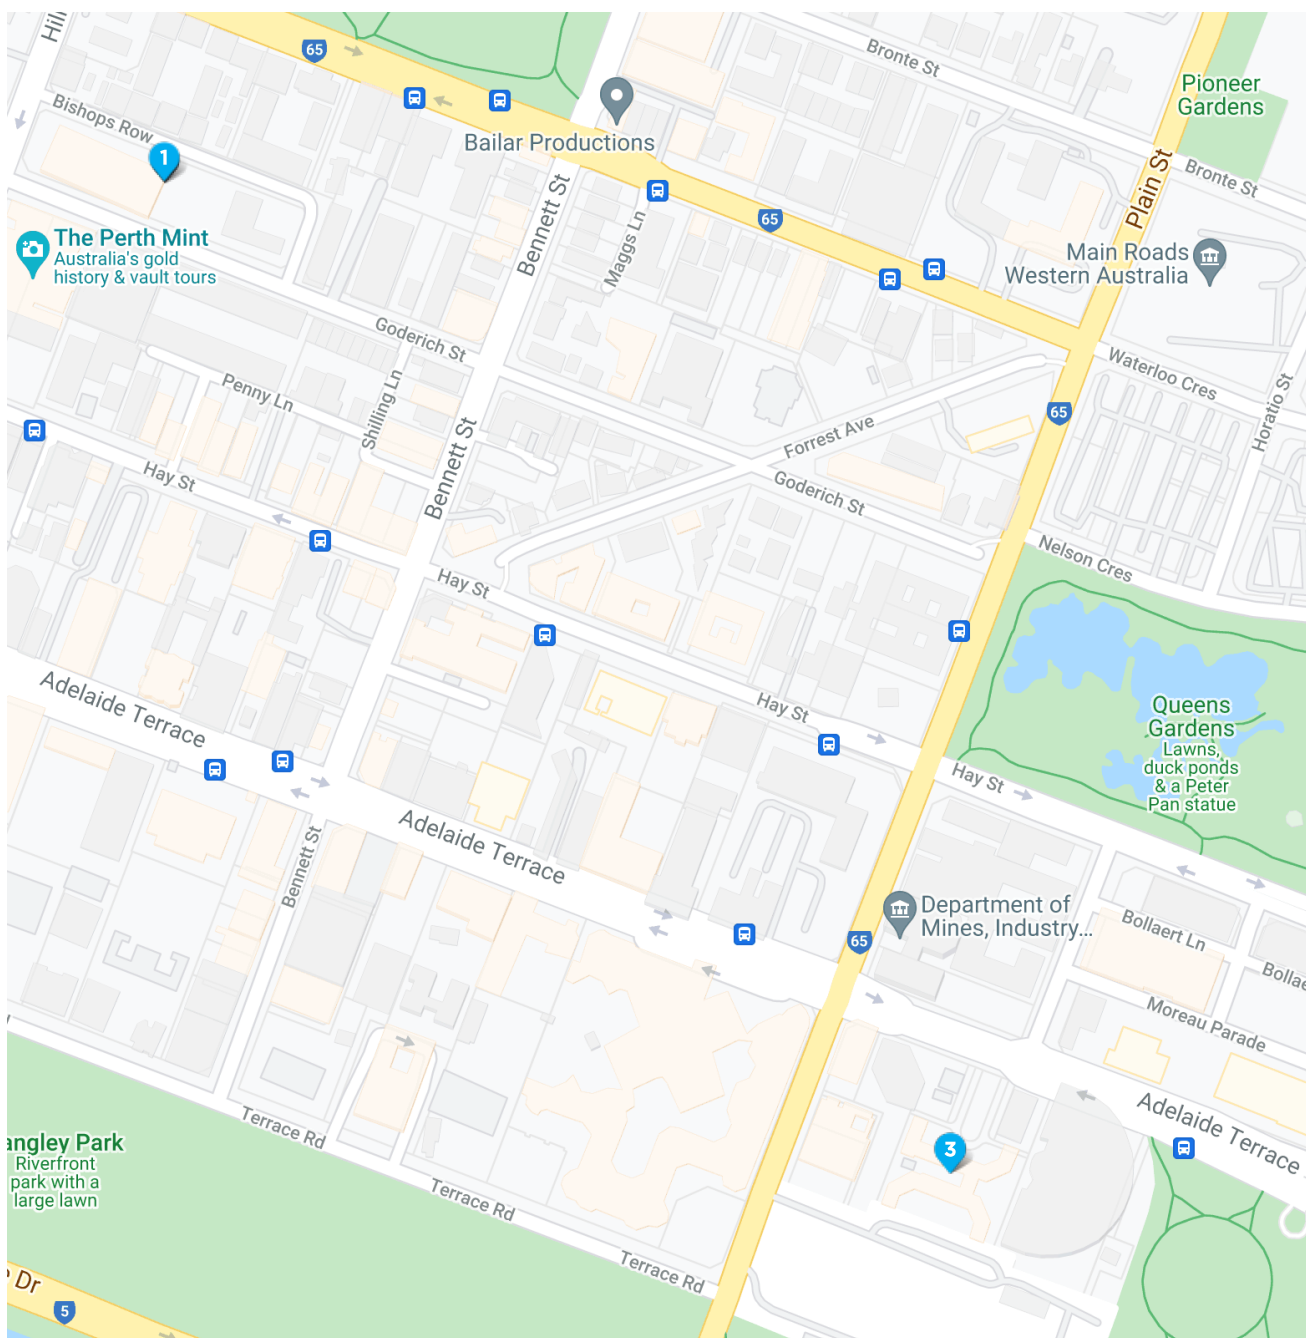 Hill
65
Bronte St
Pioneer
Gardens
Bishops Row
Bailar Productions
1
Bennett St
Plain St
Bronte St
65
Maggs Ln
The Perth Mint
Australia's gold
history & vault tours
Main Roads
Western Australia
Goderich St
Waterloo Cres
Penny Ln
Shilling Ln
65
Horatio St
Forrest Ave
Bennett St
Hay St
Goderich St
Nelson Cres
Hay St
Adelaide Terrace
Hay St
Queens
Gardens
Lawns,
duck ponds
& a Peter
Pan statue
Hay St
Adelaide Terrace
Bennett St
Department of
Mines, Industry...
Bollaert Ln
65
Bollae
Moreau Parade
Terrace Rd
Adelaide Terrace
angley Park
Riverfront
park with a
large lawn
3
Terrace Rd
Terrace Rd
Dr
5